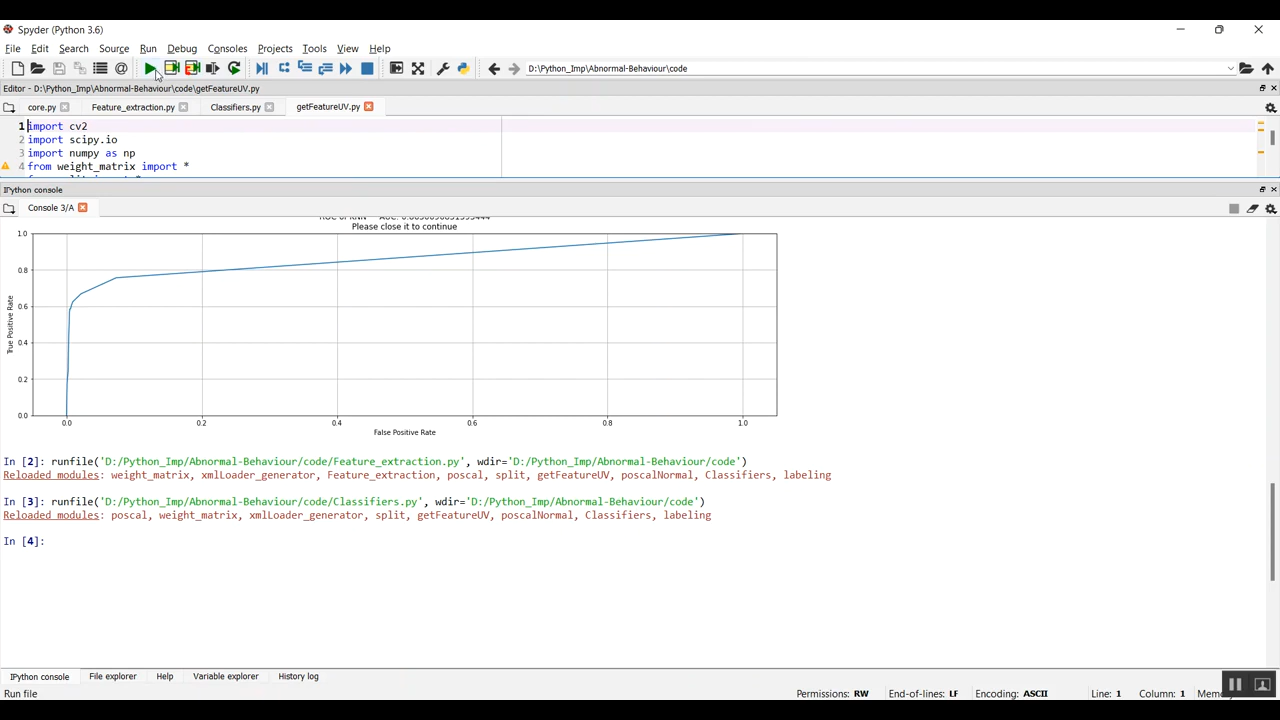 Spyder (Python 3.6)
File Edit Search Source Run Debug Consoles Projects Tools View Help
D:\Python_Imp\Abnormal-Behaviour\code
Editor - D:\Python_Imp\Abnormal-Behaviour\code\getFeatureUV.py
core.py Feature_extraction.py Classifiers.py getFeatureUV.py
1 import cv2
2 import scipy.io
3 import numpy as np
4 from weight_matrix import *
IPython console
Console 3/A
Please close it to continue
1.0
0.8
0.6
0.4
0.2
0.0
True Positive Rate
0.0 0.2 0.4 0.6 0.8 1.0
False Positive Rate
In [2]: runfile('D:/Python_Imp/Abnormal-Behaviour/code/Feature_extraction.py', wdir='D:/Python_Imp/Abnormal-Behaviour/code')
Reloaded modules: weight_matrix, xmlLoader_generator, Feature_extraction, poscal, split, getFeatureUV, poscalNormal, Classifiers, labeling
In [3]: runfile('D:/Python_Imp/Abnormal-Behaviour/code/Classifiers.py', wdir='D:/Python_Imp/Abnormal-Behaviour/code')
Reloaded modules: poscal, weight_matrix, xmlLoader_generator, split, getFeatureUV, poscalNormal, Classifiers, labeling
In [4]:
IPython console File explorer Help Variable explorer History log
Run file Permissions: RW End-of-lines: LF Encoding: ASCII Line: 1 Column: 1